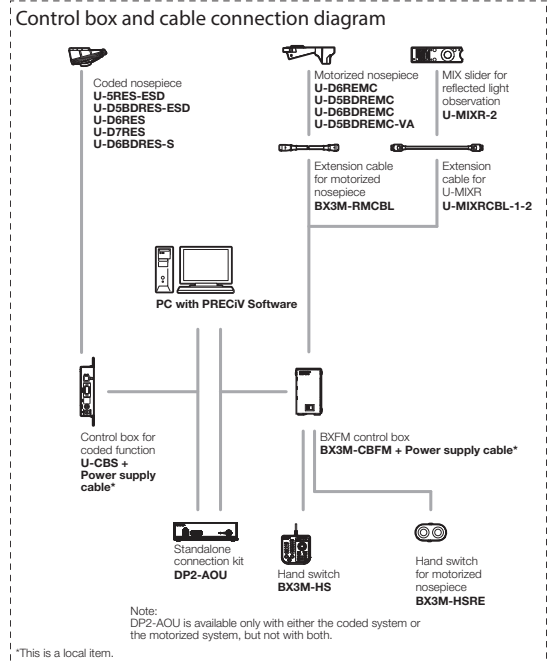 Control box and cable connection diagram
Coded nosepiece
U-5RES-ESD
U-D5BDRES-ESD
U-D6RES
U-D7RES
U-D6BDRES-S
Motorized nosepiece
U-D6REMC
U-D5BDREMC
U-D6BDREMC
U-D5BDREMC-VA
MIX slider for
reflected light
observation
U-MIXR-2
Extension cable
for motorized
nosepiece
BX3M-RMCBL
Extension
cable for
U-MIXR
U-MIXRCBL-1-2
PC with PRECiV Software
Control box for
coded function
U-CBS +
Power supply
cable*
BXFM control box
BX3M-CBFM + Power supply cable*
Standalone
connection kit
DP2-AOU
Hand switch
BX3M-HS
Hand switch
for motorized
nosepiece
BX3M-HSRE
Note:
DP2-AOU is available only with either the coded system or
the motorized system, but not with both.
*This is a local item.